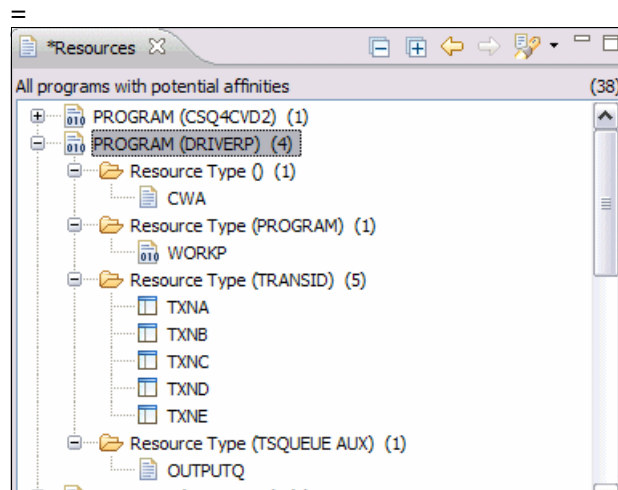 =
*Resources
All programs with potential affinities (38)
PROGRAM (CSQ4CVD2) (1)
PROGRAM (DRIVERP) (4)
Resource Type () (1)
CWA
Resource Type (PROGRAM) (1)
WORKP
Resource Type (TRANSID) (5)
TXNA
TXNB
TXNC
TXND
TXNE
Resource Type (TSQUEUE AUX) (1)
OUTPUTQ